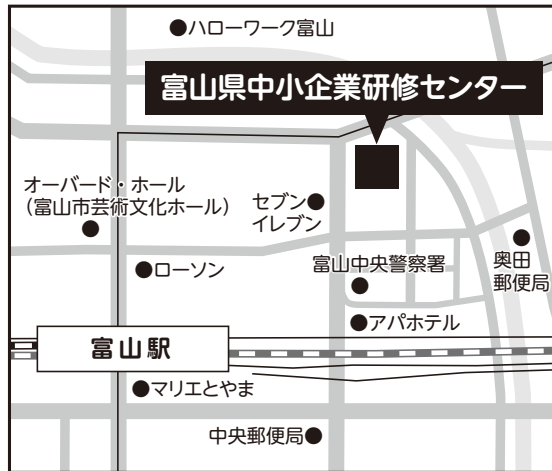 ハローワーク富山
富山県中小企業研修センター
オーバード・ホール
（富山市芸術文化ホール）
セブン
イレブン
ローソン
富山中央警察署
奥田
郵便局
アパホテル
富山駅
マリエとやま
中央郵便局